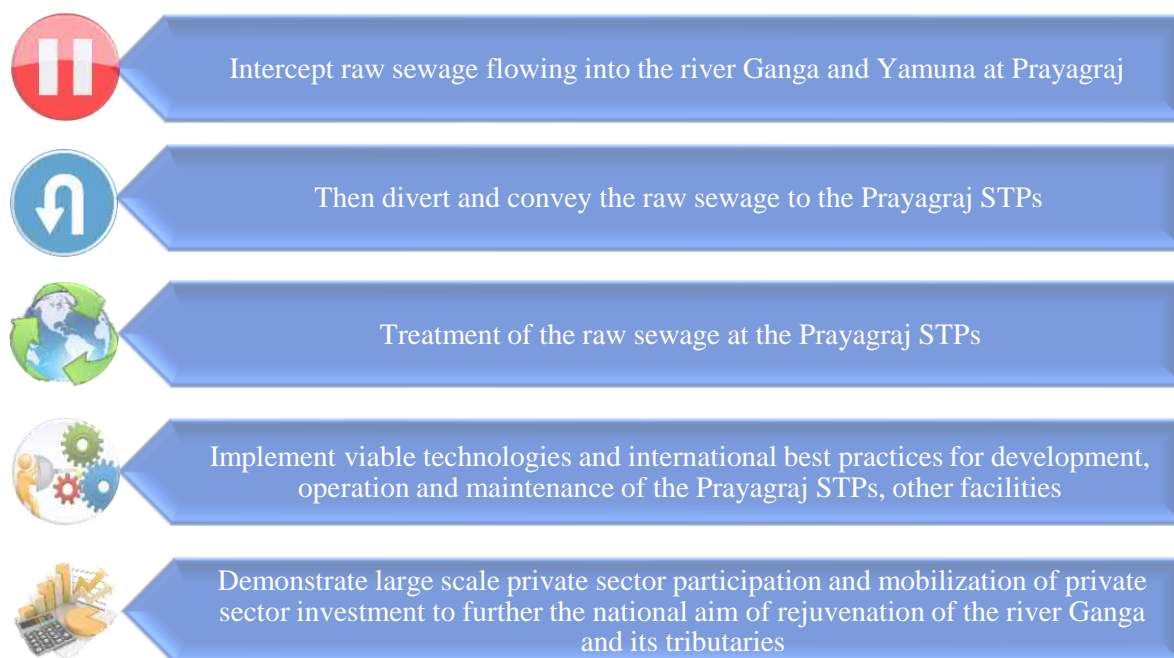 Intercept raw sewage flowing into the river Ganga and Yamuna at Prayagraj
Then divert and convey the raw sewage to the Prayagraj STPs
Treatment of the raw sewage at the Prayagraj STPs
Implement viable technologies and international best practices for development,
operation and maintenance of the Prayagraj STPs, other facilities
Demonstrate large scale private sector participation and mobilization of private
sector investment to further the national aim of rejuvenation of the river Ganga
and its tributaries